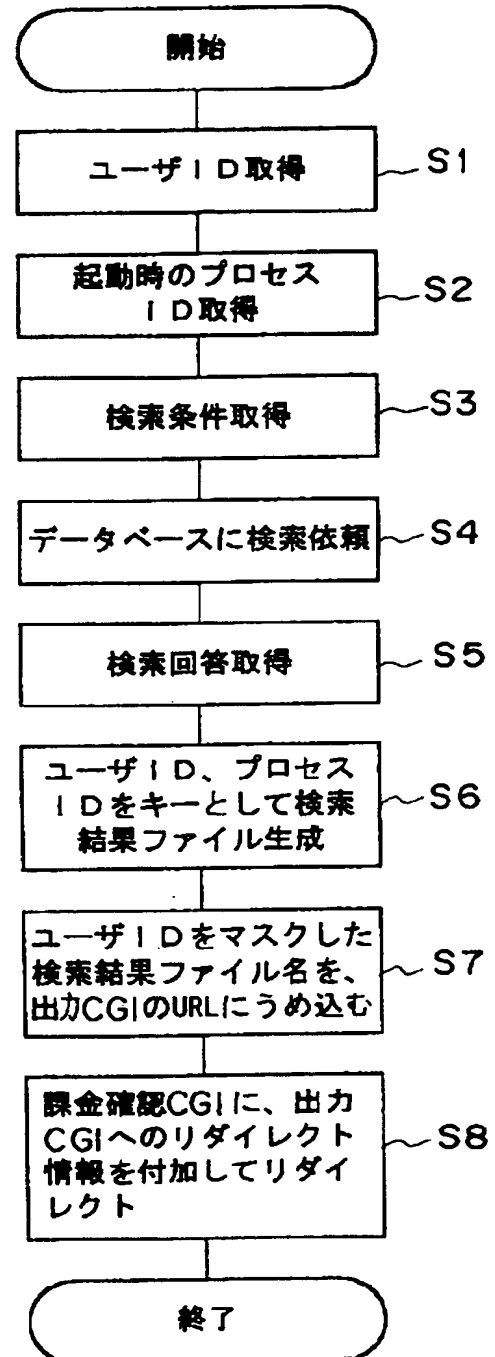 開始
ユーザID取得
S1
起動時のプロセス
ID取得
S2
検索条件取得
S3
データベースに検索依頼
S4
検索回答取得
S5
ユーザID、プロセス
IDをキーとして検索
結果ファイル生成
S6
ユーザIDをマスクした
検索結果ファイル名を、
出力CGIのURLにうめ込む
S7
課金確認CGIに、出力
CGIへのリダイレクト
情報を付加してリダイ
レクト
S8
終了